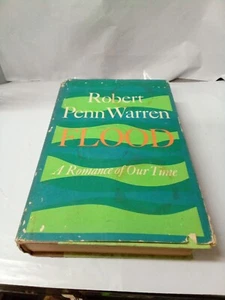 Robert
Penn Warren
FLOOD
A Romance of Our Time